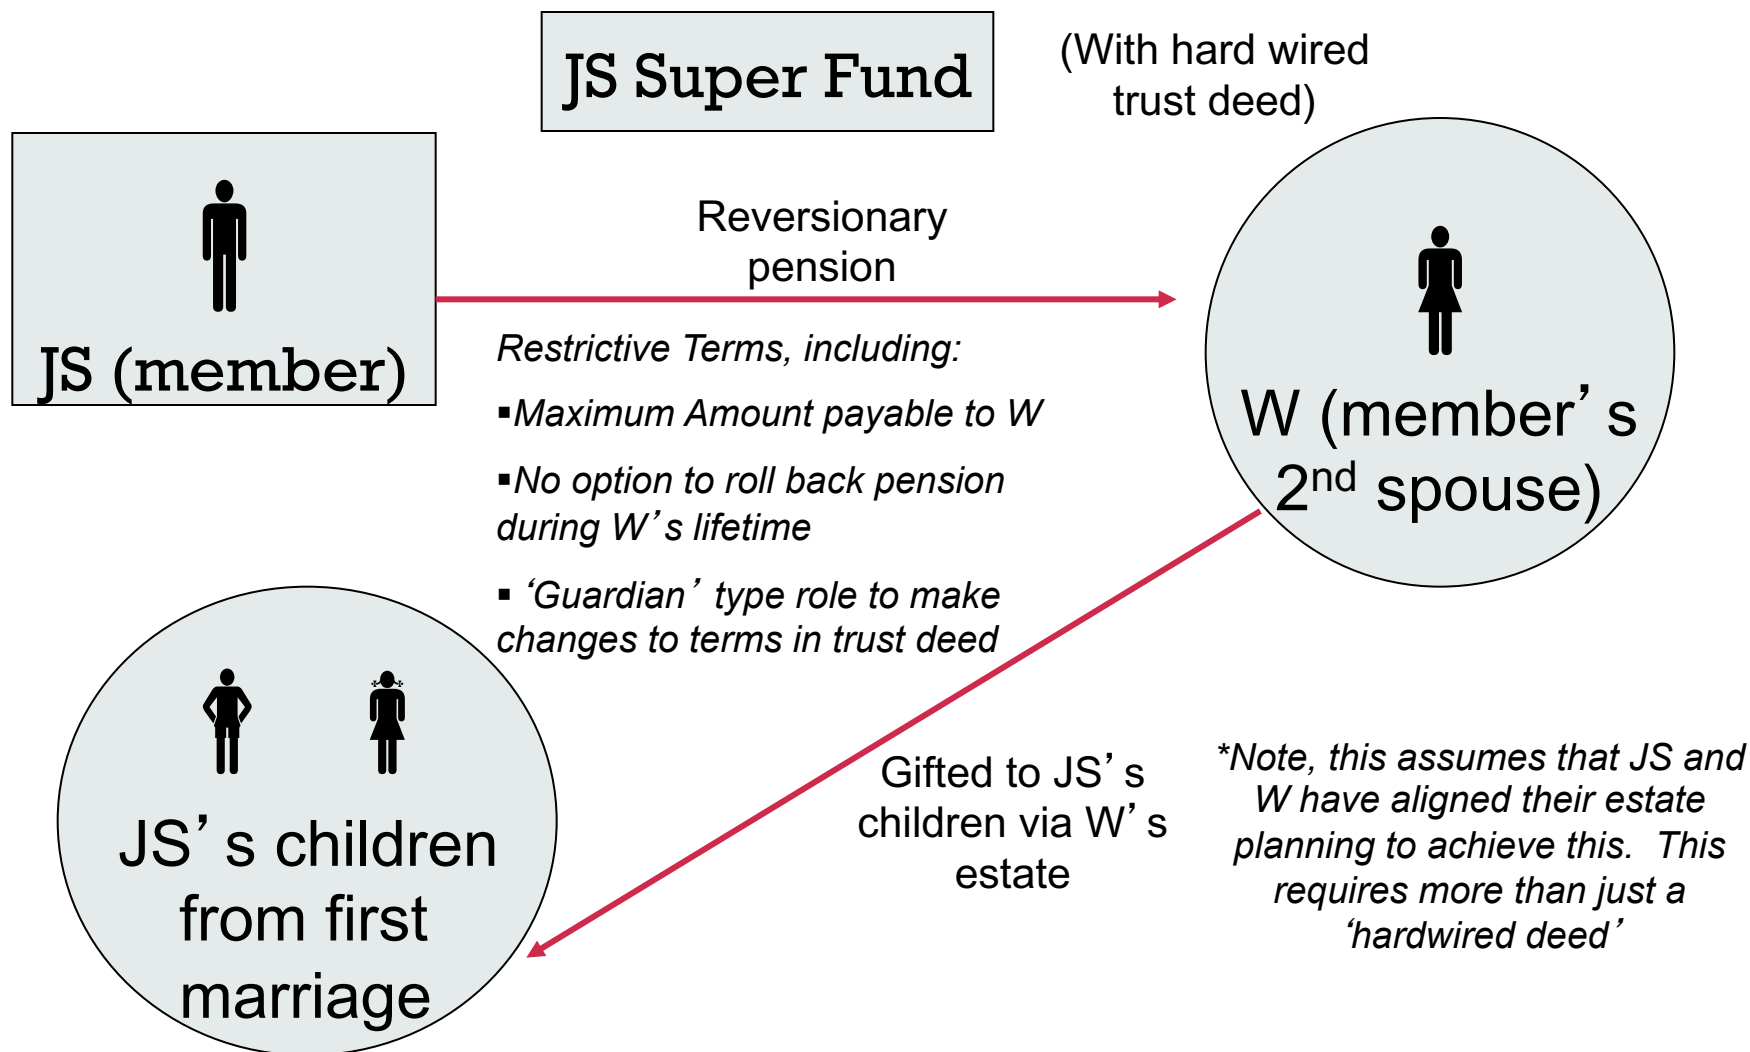 JS Super Fund
(With hard wired
trust deed)
JS (member)
Reversionary
pension
Restrictive Terms, including:
▪Maximum Amount payable to W
▪No option to roll back pension
during W’s lifetime
▪ ‘Guardian’ type role to make
changes to terms in trust deed
W (member’s
2nd spouse)
JS’s children
from first
marriage
Gifted to JS’s
children via W’s
estate
*Note, this assumes that JS and
W have aligned their estate
planning to achieve this.  This
requires more than just a
‘hardwired deed’